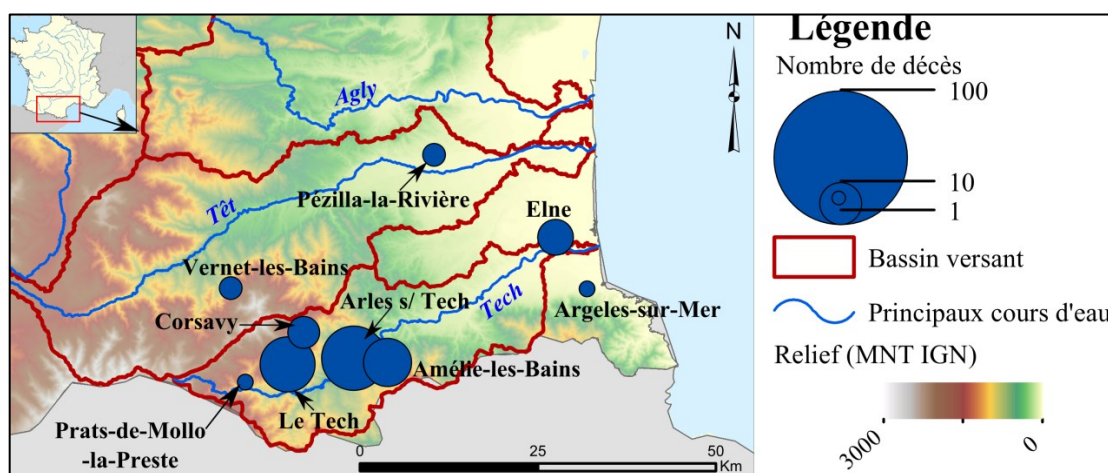 Agly
Pézilla-la-Rivière
Têt
Elne
Vernet-les-Bains
Arles s/ Tech
Tech
Corsavy
Argeles-sur-Mer
Amélie-les-Bains
Le Tech
Prats-de-Mollo
-la-Preste
0 25 50
Km
N
Légende
Nombre de décès
100
10
1
Bassin versant
Principaux cours d'eau
Relief (MNT IGN)
3000 0